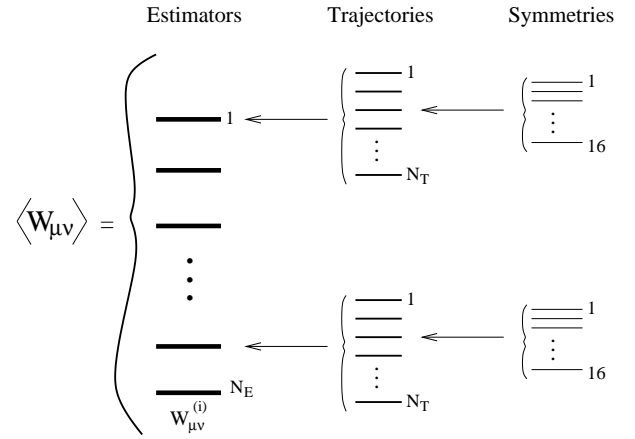 Estimators Trajectories Symmetries
1 1 1
16
N_T
⟨W_μν⟩ =
1 1
16
N_E N_T
W_μν^(i)